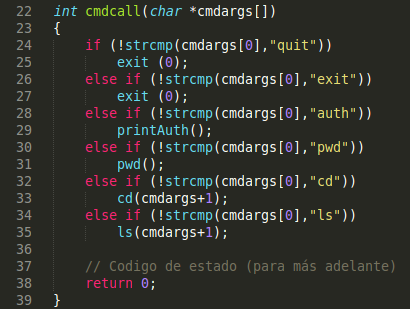 22 int cmdcall(char *cmdargs[])
23 {
24     if (!strcmp(cmdargs[0],"quit"))
25         exit (0);
26     else if (!strcmp(cmdargs[0],"exit"))
27         exit (0);
28     else if (!strcmp(cmdargs[0],"auth"))
29         printAuth();
30     else if (!strcmp(cmdargs[0],"pwd"))
31         pwd();
32     else if (!strcmp(cmdargs[0],"cd"))
33         cd(cmdargs+1);
34     else if (!strcmp(cmdargs[0],"ls"))
35         ls(cmdargs+1);
36
37     // Codigo de estado (para más adelante)
38     return 0;
39 }